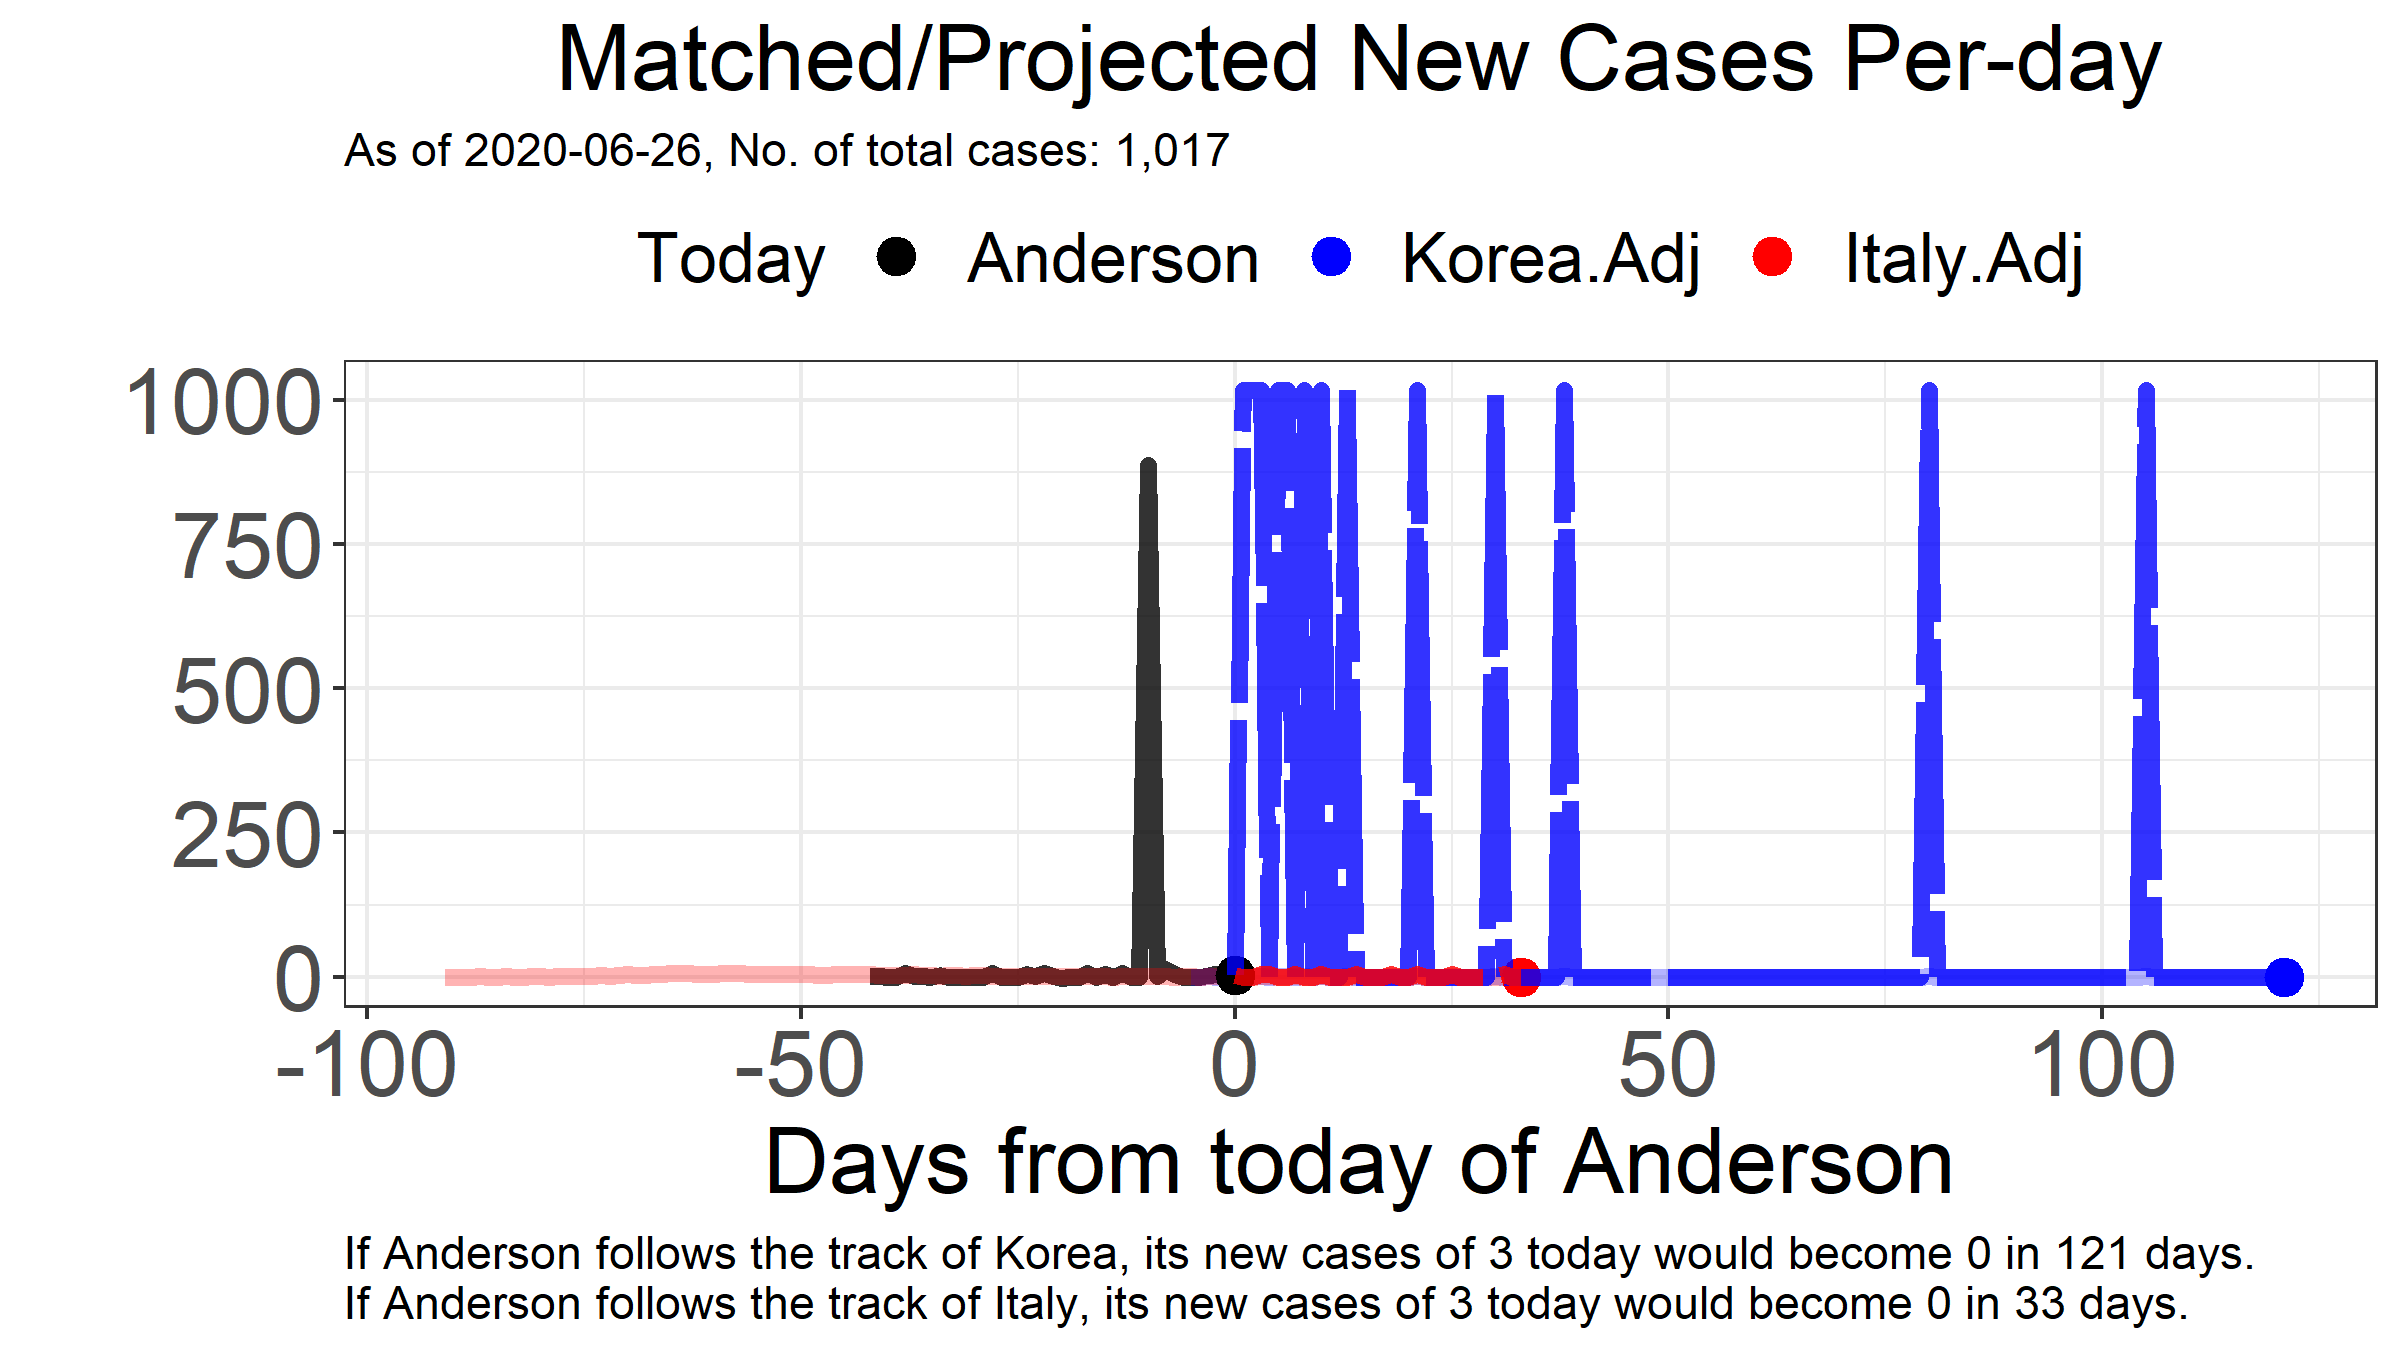 Matched/Projected New Cases Per-day
As of 2020-06-26, No. of total cases: 1,017
Today Anderson Korea.Adj Italy.Adj
1000
750
500
250
0
-100 -50 0 50 100
Days from today of Anderson
If Anderson follows the track of Korea, its new cases of 3 today would become 0 in 121 days.
If Anderson follows the track of Italy, its new cases of 3 today would become 0 in 33 days.